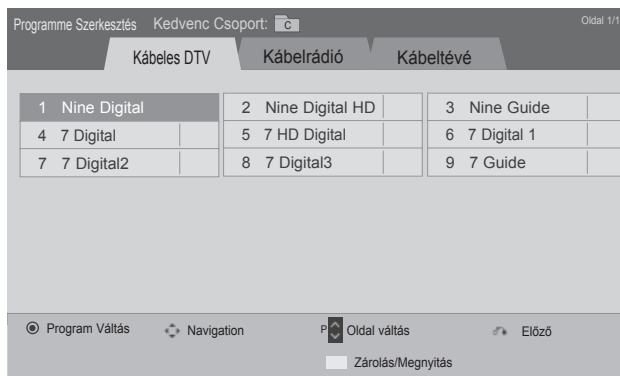 Programme Szerkesztés Kedvenc Csoport: C Oldal 1/1
Kábeles DTV Kábelrádió Kábeltévé
1 Nine Digital 2 Nine Digital HD 3 Nine Guide
4 7 Digital 5 7 HD Digital 6 7 Digital 1
7 7 Digital2 8 7 Digital3 9 7 Guide
Program Váltás Navigation P Oldal váltás Előző
Zárolás/Megnyitás